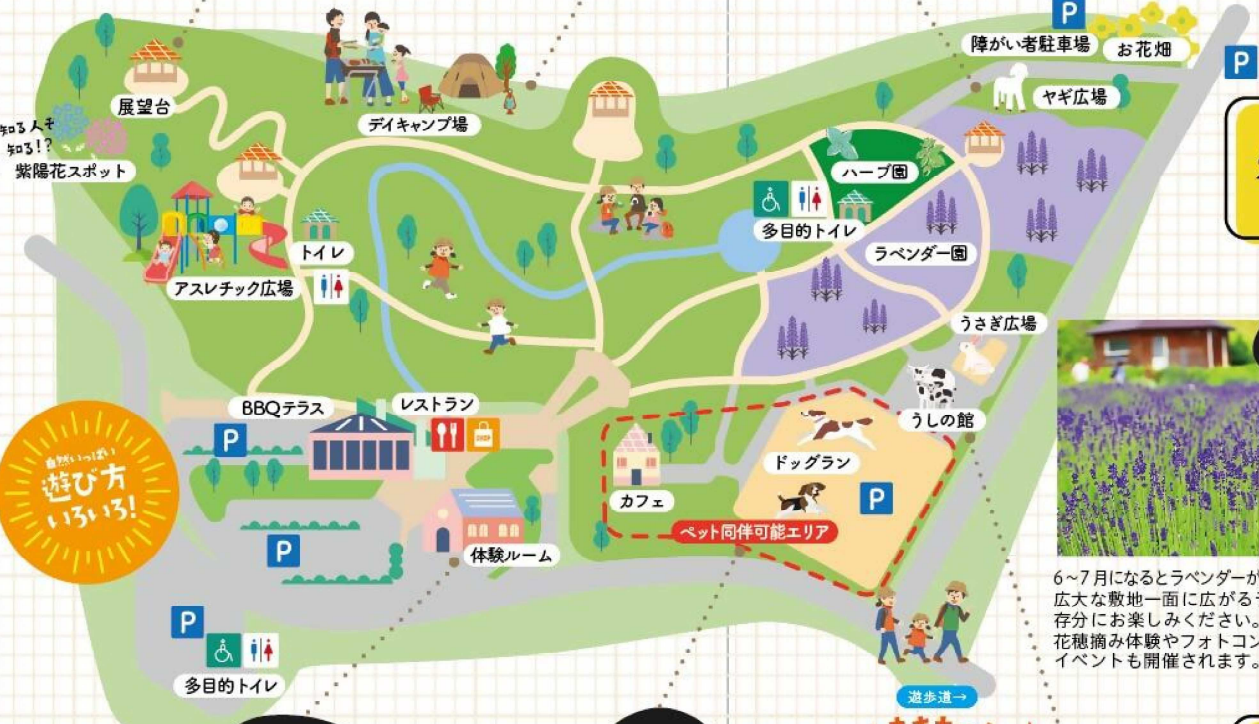 P
障がい者駐車場
お花畑
P
ヤギ広場
展望台
デイキャンプ場
知る人ぞ
知る!?
紫陽花スポット
ハーブ園
多目的トイレ
ラベンダー園
トイレ
アスレチック広場
うさぎ広場
うしの館
BBQテラス
レストラン
SHOP
P
自然いっぱい
遊び方
いろいろ!
ドッグラン
P
カフェ
ペット同伴可能エリア
体験ルーム
P
P
多目的トイレ
遊歩道→
6~7月になるとラベンダーが
広大な敷地一面に広がる
存分にお楽しみください。
花穂摘み体験やフォトコン
イベントも開催されます。